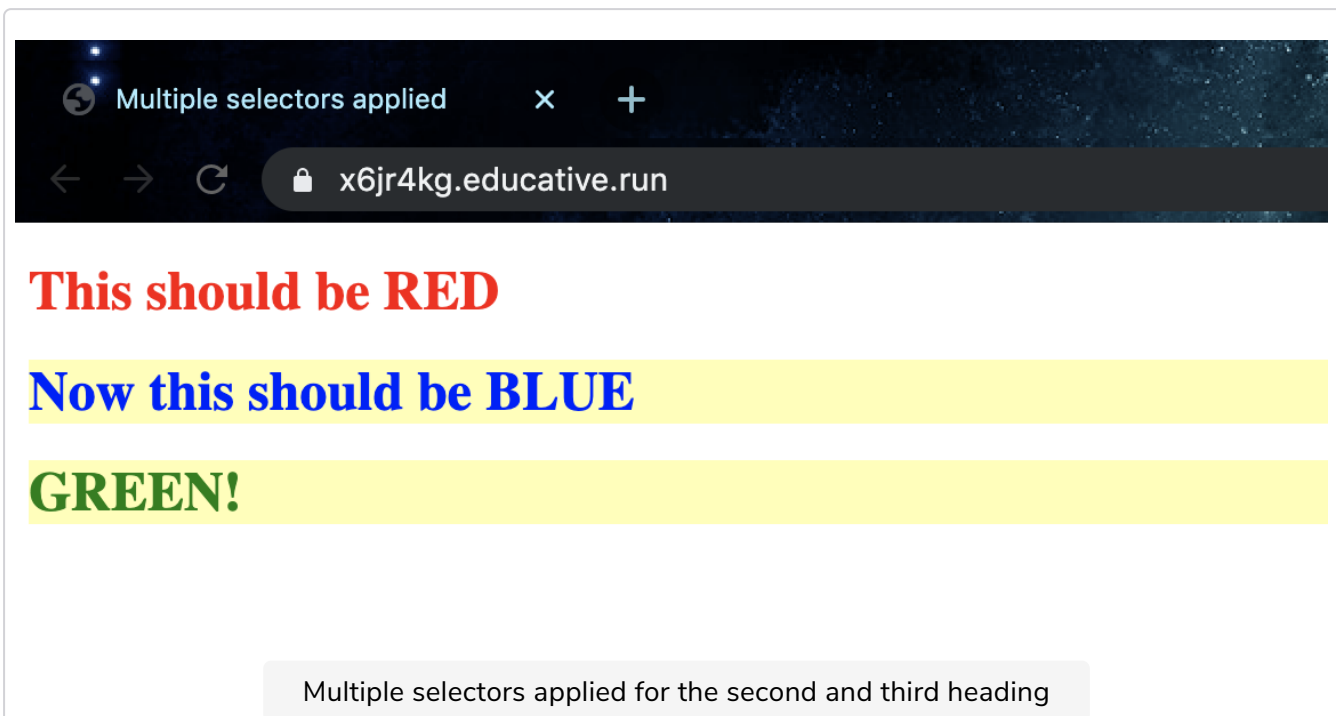 Multiple selectors applied
x6jr4kg.educative.run
This should be RED
Now this should be BLUE
GREEN!
Multiple selectors applied for the second and third heading